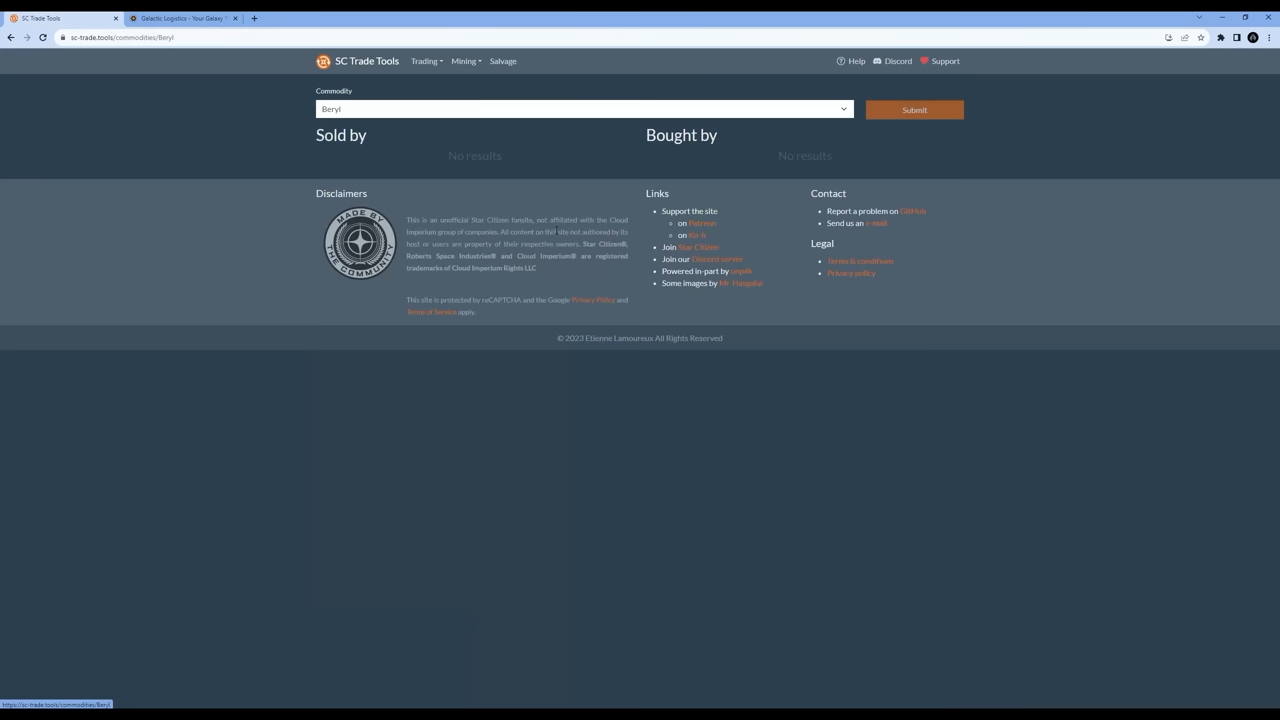 SC Trade Tools
Galactic Logistics - Your Galaxy
sc-trade.tools/commodities/Beryl
SC Trade Tools Trading Mining Salvage Help Discord Support
Commodity
Beryl Submit
Sold by
No results
Bought by
No results
Disclaimers
MADE BY THE COMMUNITY
This is an unofficial Star Citizen fansite, not affiliated with the Cloud
Imperium group of companies. All content on this site not authored by its
host or users are property of their respective owners. Star Citizen®,
Roberts Space Industries® and Cloud Imperium® are registered
trademarks of Cloud Imperium Rights LLC
This site is protected by reCAPTCHA and the Google Privacy Policy and
Terms of Service apply.
Links
Support the site
on Patreon
on Ko-fi
Join Star Citizen
Join our Discord server
Powered in-part by
Some images by Mr Hasgaha
Contact
Report a problem on GitHub
Send us an e-mail
Legal
Terms & conditions
Privacy policy
© 2023 Etienne Lamoureux All Rights Reserved
https://sc-trade.tools/commodities/Beryl